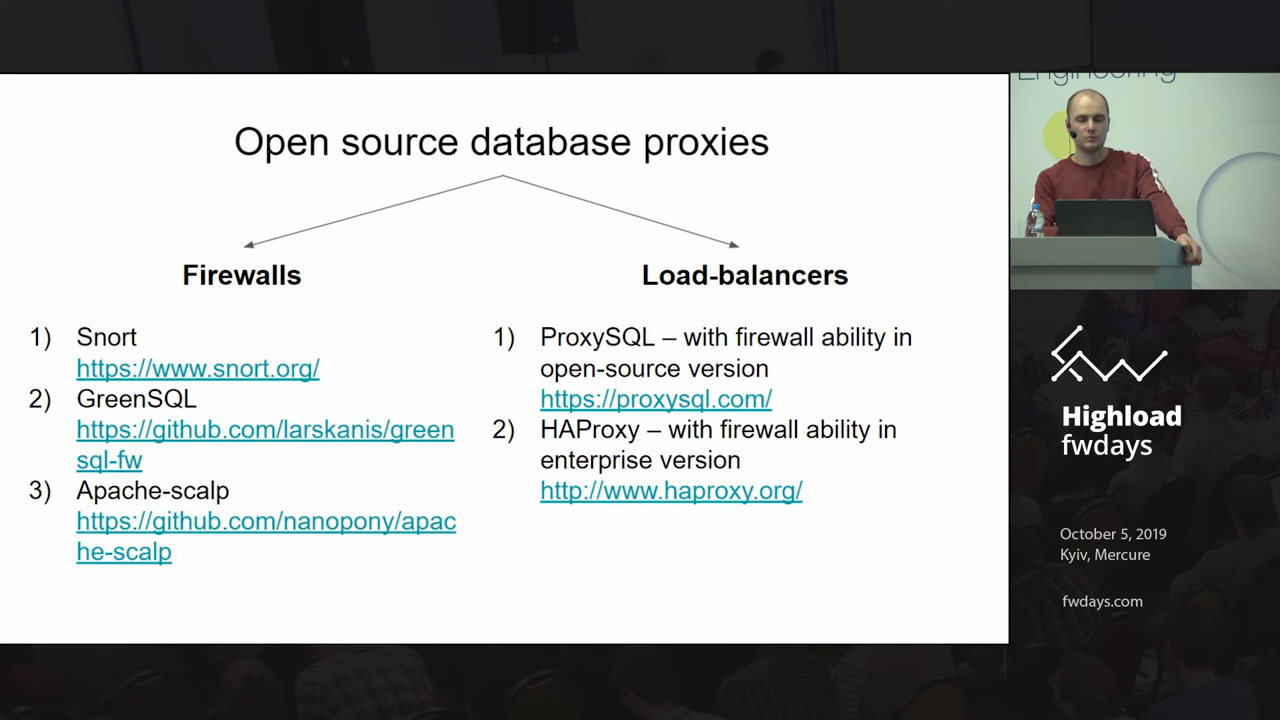 Open source database proxies
Firewalls
1) Snort
https://www.snort.org/
2) GreenSQL
https://github.com/larskanis/green
sql-fw
3) Apache-scalp
https://github.com/nanopony/apac
he-scalp
Load-balancers
1) ProxySQL – with firewall ability in
open-source version
https://proxysql.com/
2) HAProxy – with firewall ability in
enterprise version
http://www.haproxy.org/
Engineering
Highload
fwdays
October 5, 2019
Kyiv, Mercure
fwdays.com